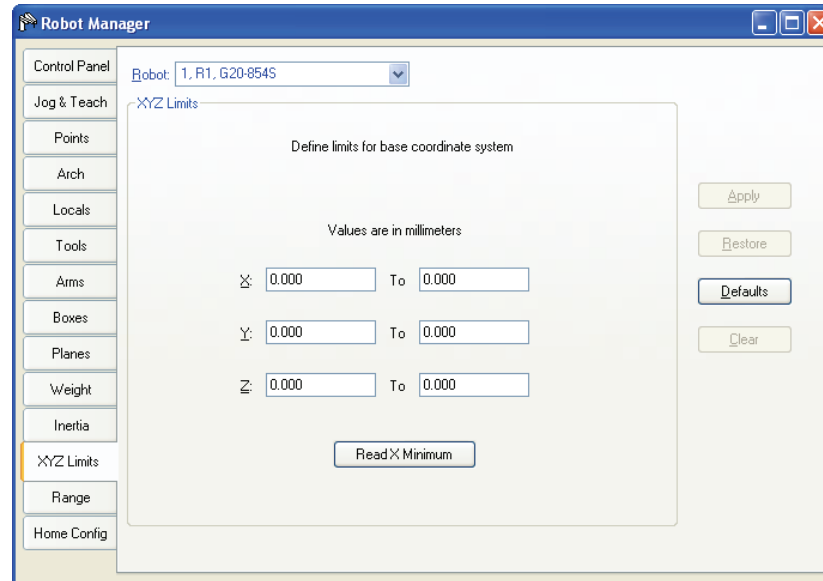 Robot Manager
Control Panel
Jog & Teach
Points
Arch
Locals
Tools
Arms
Boxes
Planes
Weight
Inertia
XYZ Limits
Range
Home Config
Robot: 1, R1, G20-854S
XYZ Limits
Define limits for base coordinate system
Values are in millimeters
X: 0.000 To 0.000
Y: 0.000 To 0.000
Z: 0.000 To 0.000
Read X Minimum
Apply
Restore
Defaults
Clear